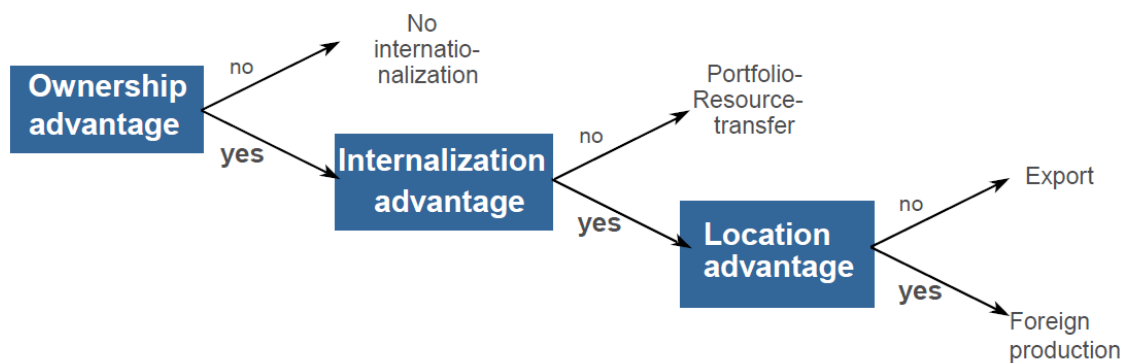 No
internatio-
nalization
no
Ownership
advantage
yes
Portfolio-
Resource-
transfer
no
Internalization
advantage
yes
Export
no
Location
advantage
yes
Foreign
production